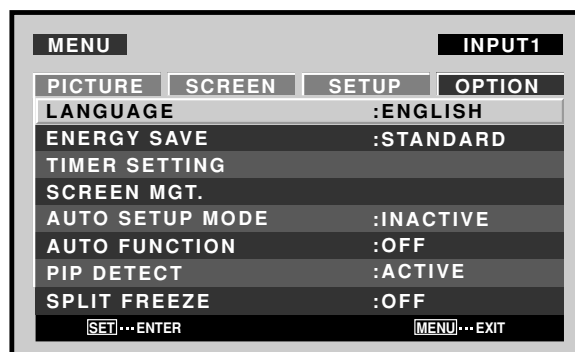 MENU INPUT1
PICTURE SCREEN SETUP OPTION
LANGUAGE :ENGLISH
ENERGY SAVE :STANDARD
TIMER SETTING
SCREEN MGT.
AUTO SETUP MODE :INACTIVE
AUTO FUNCTION :OFF
PIP DETECT :ACTIVE
SPLIT FREEZE :OFF
SET···ENTER MENU···EXIT